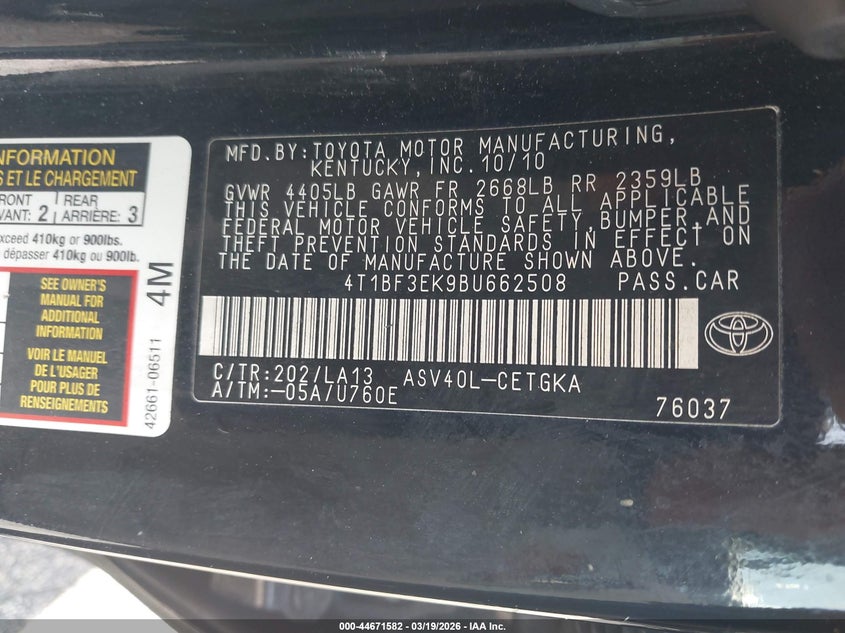 INFORMATION
S ET LE CHARGEMENT
FRONT
VANT: 2
REAR
ARRIÈRE: 3
xceed 410kg or 900lbs.
dépasser 410kg ou 900lb.
SEE OWNER'S
MANUAL FOR
ADDITIONAL
INFORMATION
VOIR LE MANUEL
DE L'USAGER
POUR PLUS DE
RENSEIGNEMENTS
4M
42661-06511
MFD.BY:TOYOTA MOTOR MANUFACTURING,
KENTUCKY,INC.10/10
GVWR 4405LB GAWR FR 2668LB RR 2359LB
THIS VEHICLE CONFORMS TO ALL APPLICABLE
FEDERAL MOTOR VEHICLE SAFETY,BUMPER,AND
THEFT PREVENTION STANDARDS IN EFFECT ON
THE DATE OF MANUFACTURE SHOWN ABOVE.
4T1BF3EK9BU662508 PASS.CAR
C/TR:202/LA13 ASV40L-CETGKA
A/TM:-05A/U760E
76037
000-44671582 — 03/19/2026 — IAA Inc.